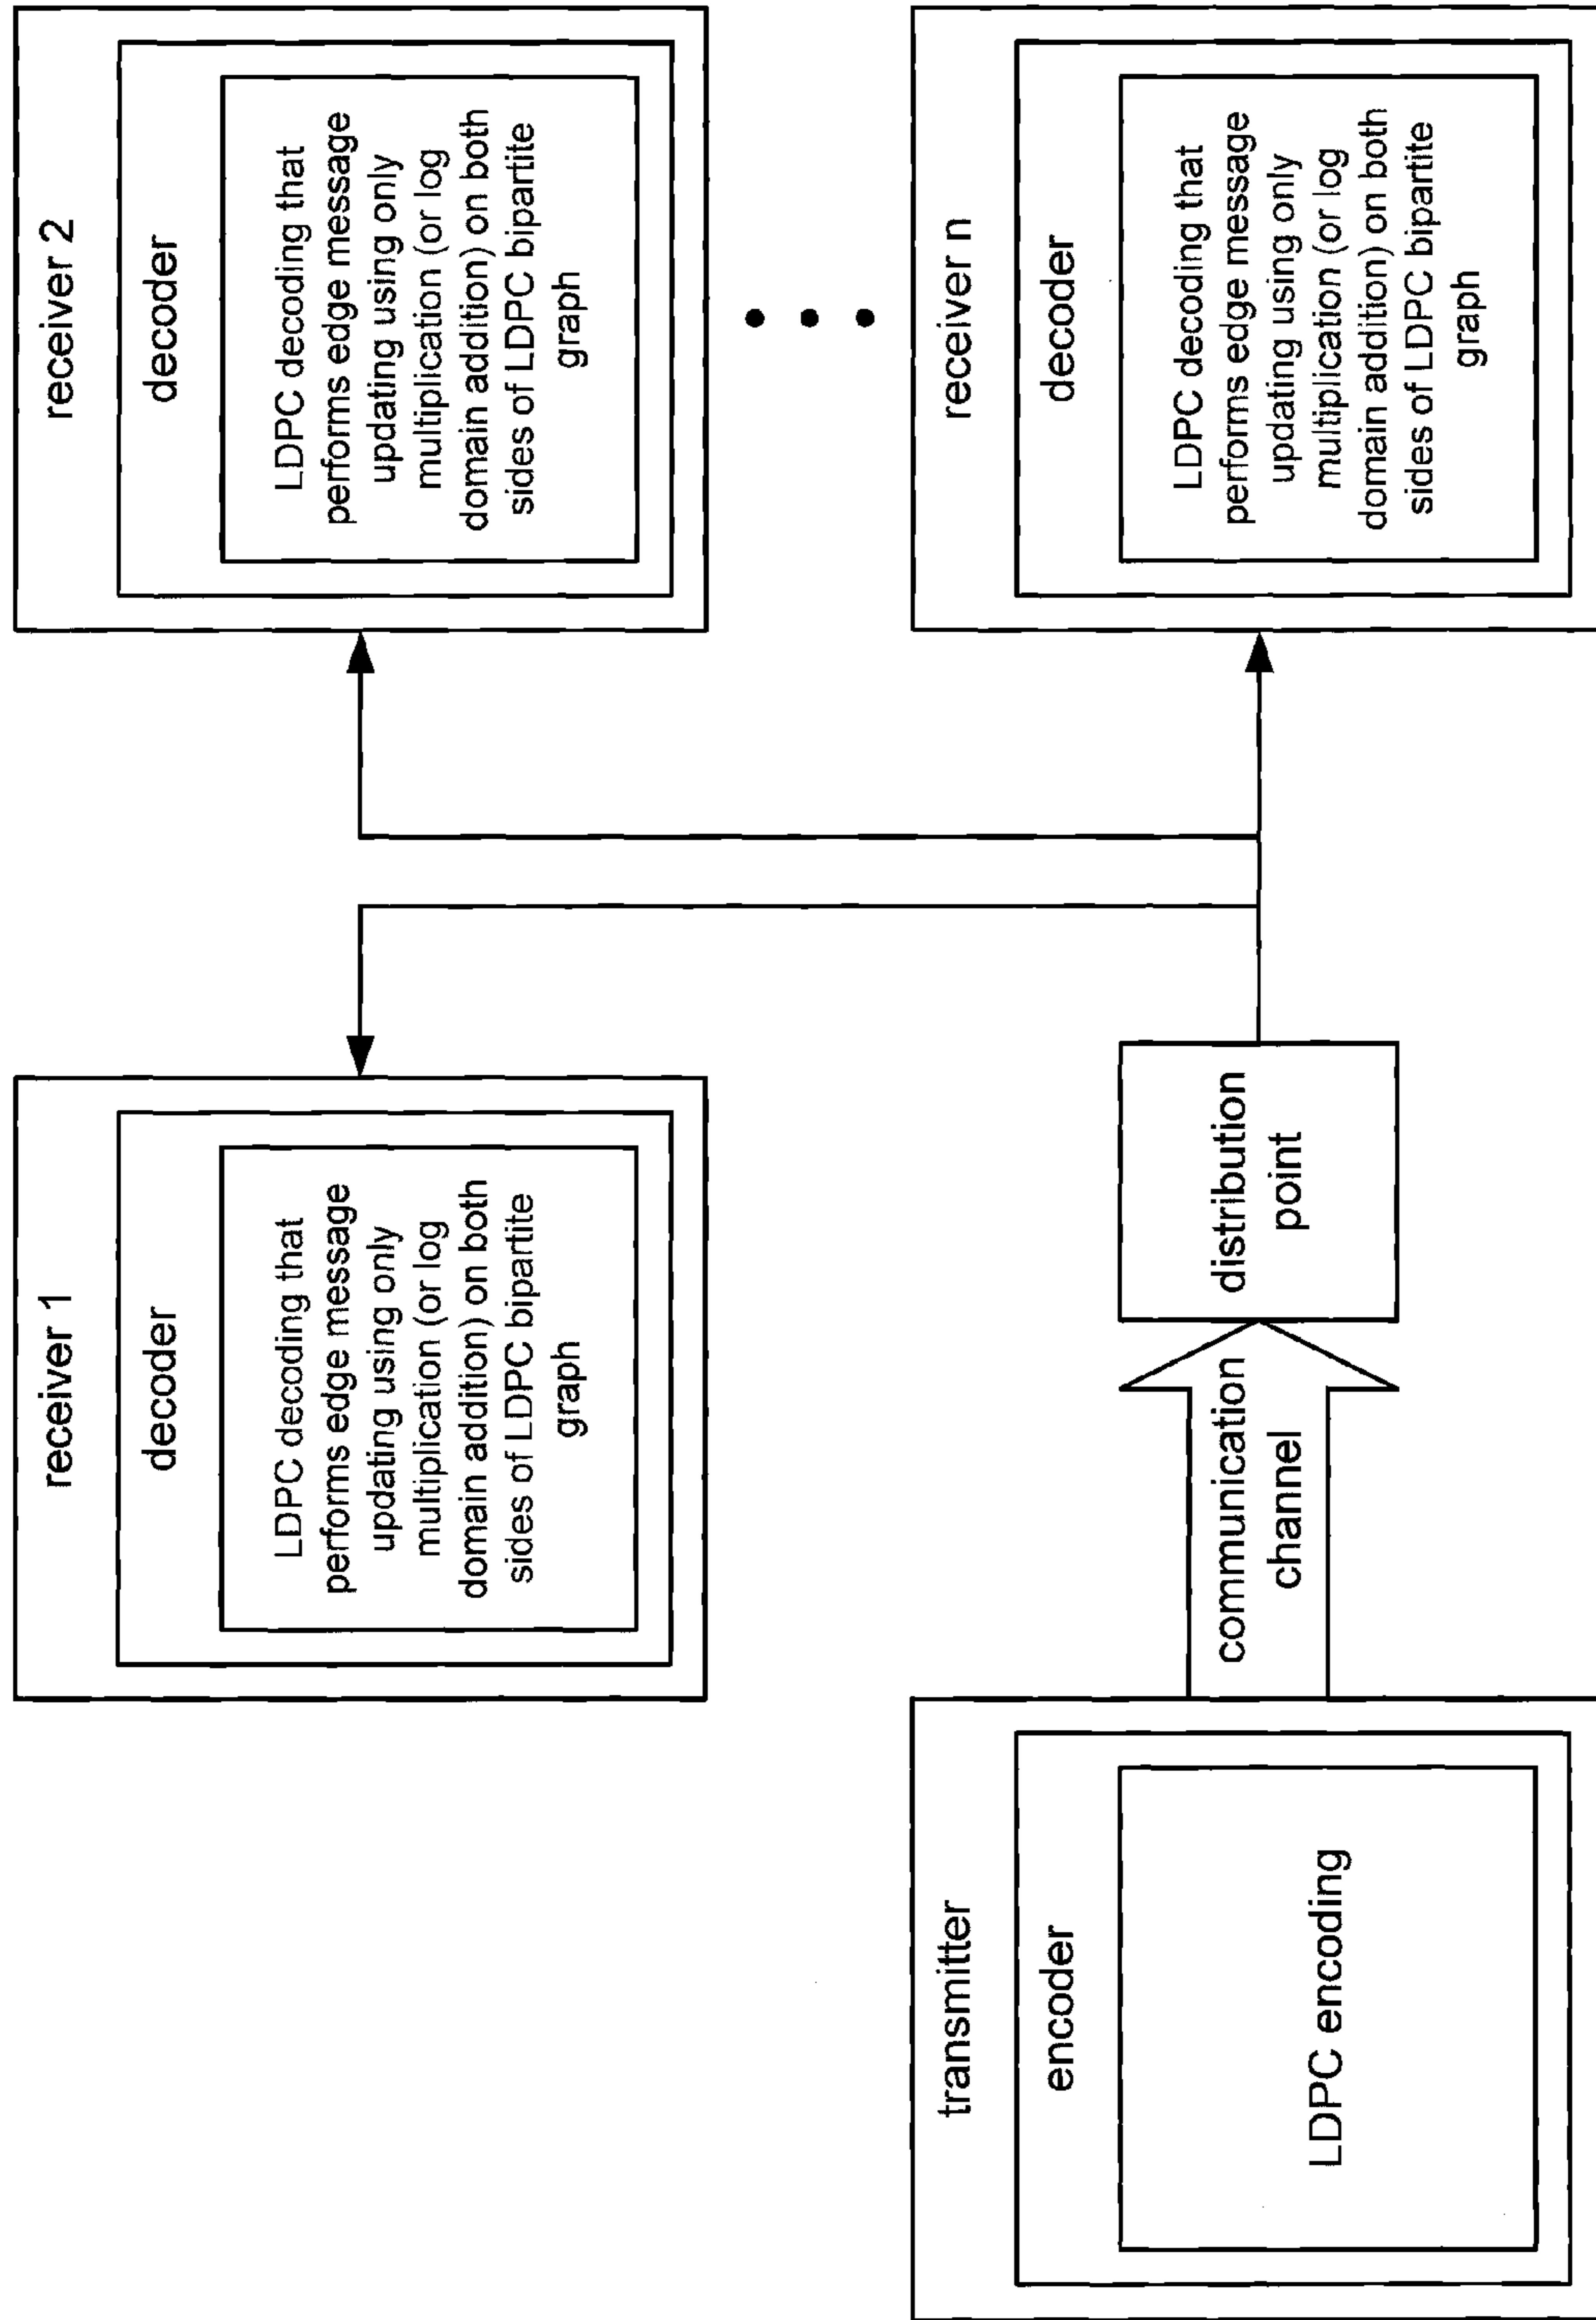 receiver 1
decoder
LDPC decoding that
performs edge message
updating using only
multiplication (or log
domain addition) on both
sides of LDPC bipartite
graph
receiver 2
decoder
LDPC decoding that
performs edge message
updating using only
multiplication (or log
domain addition) on both
sides of LDPC bipartite
graph
transmitter
encoder
LDPC encoding
communication
channel
distribution
point
receiver n
decoder
LDPC decoding that
performs edge message
updating using only
multiplication (or log
domain addition) on both
sides of LDPC bipartite
graph